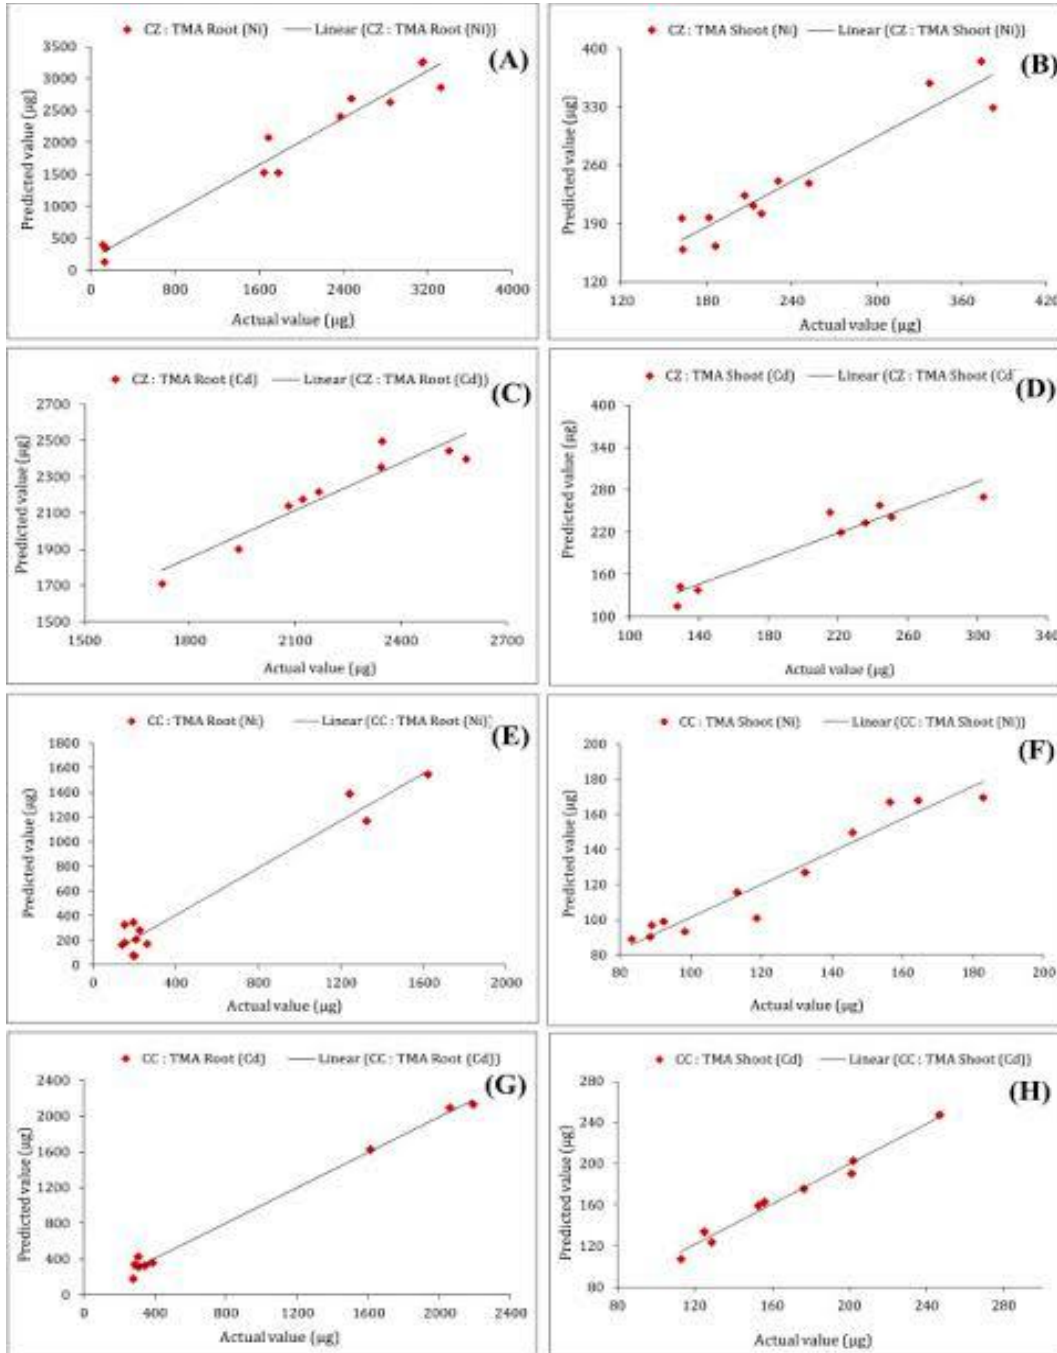 CZ : TMA Root (Ni) Linear (CZ : TMA Root (Ni))
(A)
3500
3000
2500
2000
1500
1000
500
0
Predicted value (µg)
0 800 1600 2400 3200 4000
Actual value (µg)
CZ : TMA Shoot (Ni) Linear (CZ : TMA Shoot (Ni))
(B)
400
330
260
190
120
Predicted value (µg)
120 180 240 300 360 420
Actual value (µg)
CZ : TMA Root (Cd) Linear (CZ : TMA Root (Cd))
(C)
2700
2500
2300
2100
1900
1700
1500
Predicted value (µg)
1500 1800 2100 2400 2700
Actual value (µg)
CZ : TMA Shoot (Cd) Linear (CZ : TMA Shoot (Cd
(D)
400
340
280
220
160
100
Predicted value (µg)
100 140 180 220 260 300 340
Actual value (µg)
CC : TMA Root (Ni) Linear (CC : TMA Root (Ni))
(E)
1800
1600
1400
1200
1000
800
600
400
200
0
Predicted value (µg)
0 400 800 1200 1600 2000
Actual value (µg)
CC : TMA Shoot (Ni) Linear (CC : TMA Shoot (Ni))
(F)
200
180
160
140
120
100
80
Predicted value (µg)
80 100 120 140 160 180 200
Actual value (µg)
CC : TMA Root (Cd) Linear (CC : TMA Root (Cd))
(G)
2400
2000
1600
1200
800
400
0
Predicted value (µg)
0 400 800 1200 1600 2000 2400
Actual value (µg)
CC : TMA Shoot (Cd) Linear (CC : TMA Shoot (Cd))
(H)
280
240
200
160
120
80
Predicted value (µg)
80 120 160 200 240 280
Actual value (µg)